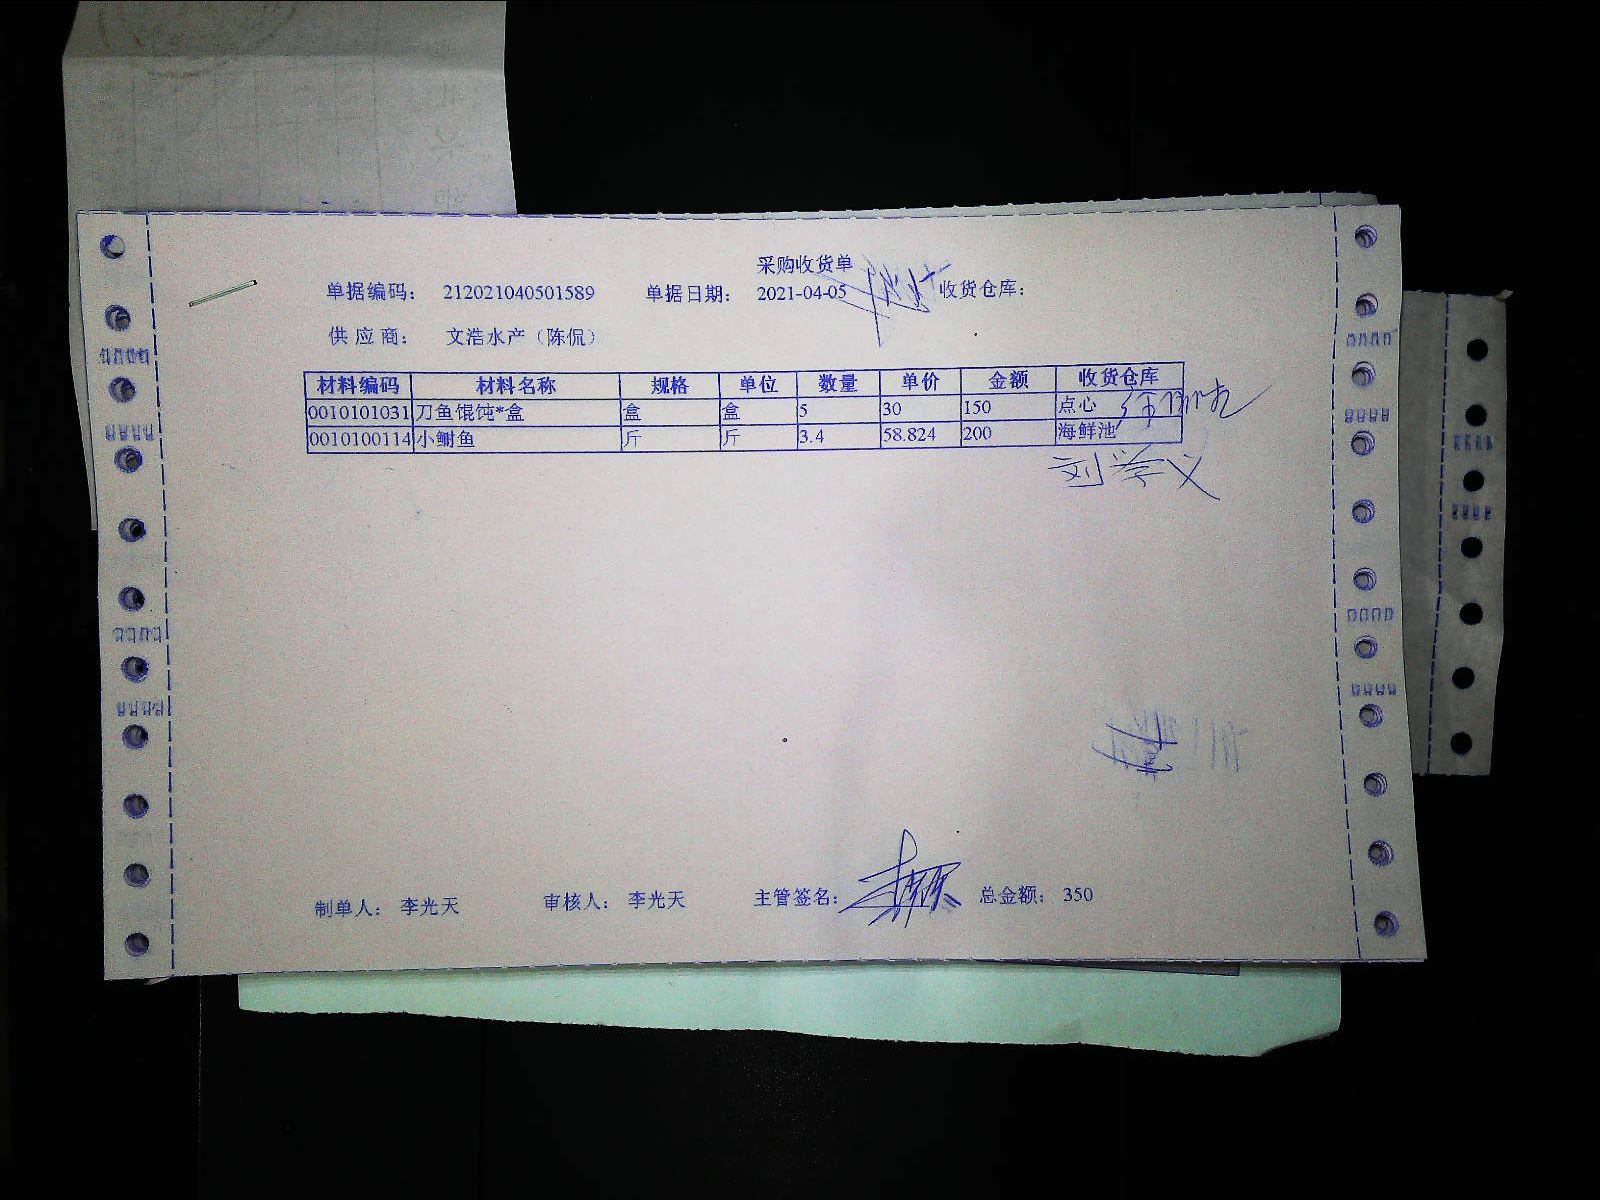 采购收货单
单据编码： 212021040501589 单据日期： 2021-04-05 收货仓库：
供 应 商： 文浩水产（陈侃）
材料编码 材料名称 规格 单位 数量 单价 金额 收货仓库
0010101031 刀鱼馄饨*盒 盒 盒 5 30 150 点心
0010100114 小鲥鱼 斤 斤 3.4 58.824 200 海鲜池
刘学义
制单人： 李光天 审核人： 李光天 主管签名： 总金额： 350